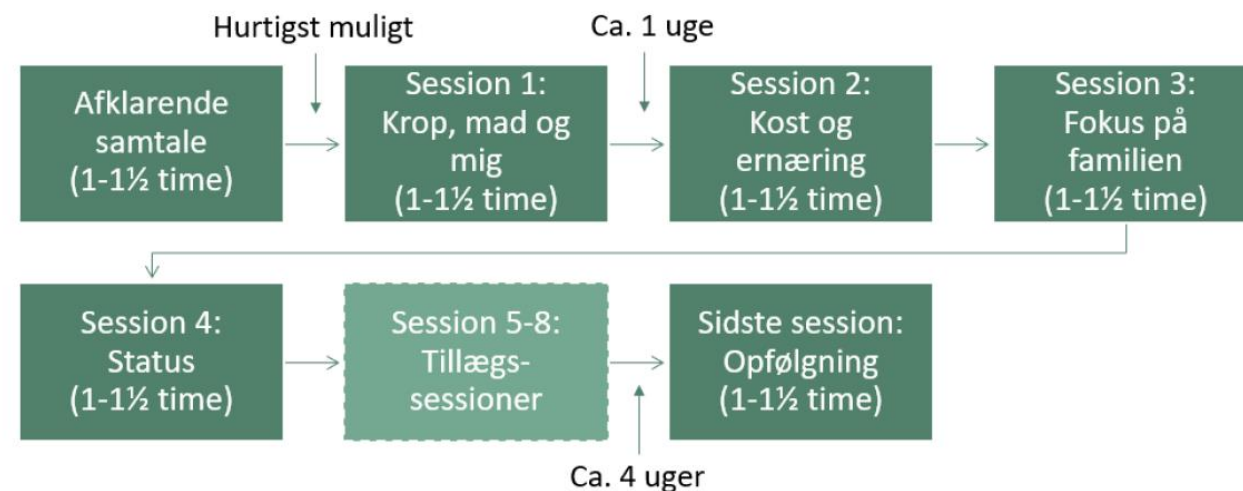 Hurtigst muligt
Ca. 1 uge
Afklarende
samtale
(1-1½ time)
Session 1:
Krop, mad og
mig
(1-1½ time)
Session 2:
Kost og
ernæring
(1-1½ time)
Session 3:
Fokus på
familien
(1-1½ time)
Session 4:
Status
(1-1½ time)
Session 5-8:
Tillægs-
sessioner
Sidste session:
Opfølgning
(1-1½ time)
Ca. 4 uger